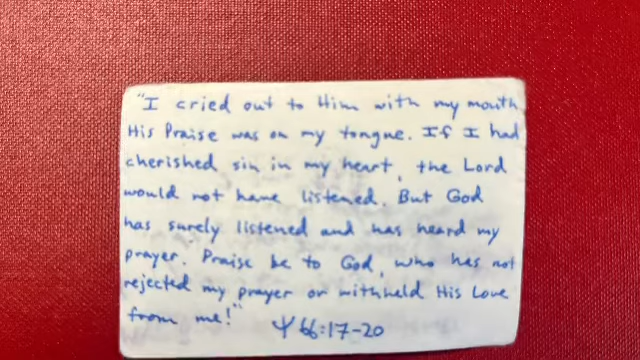 "I cried out to Him with my mouth
His Praise was on my tongue. If I had
cherished sin in my heart, the Lord
would not have listened. But God
has surely listened and has heard my
prayer. Praise be to God, who has not
rejected my prayer or withheld His Love
from me!" Ψ 66:17-20